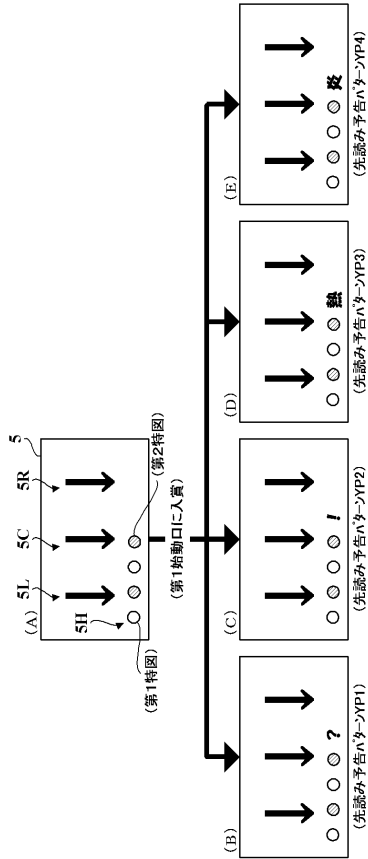 (A)
5
5L
5C
5R
5H
(第1特図)
(第2特図)
(第1始動口に入賞)
(B)
?
(先読み予告パターンYP1)
(C)
!
(先読み予告パターンYP2)
(D)
熱
(先読み予告パターンYP3)
(E)
炎
(先読み予告パターンYP4)